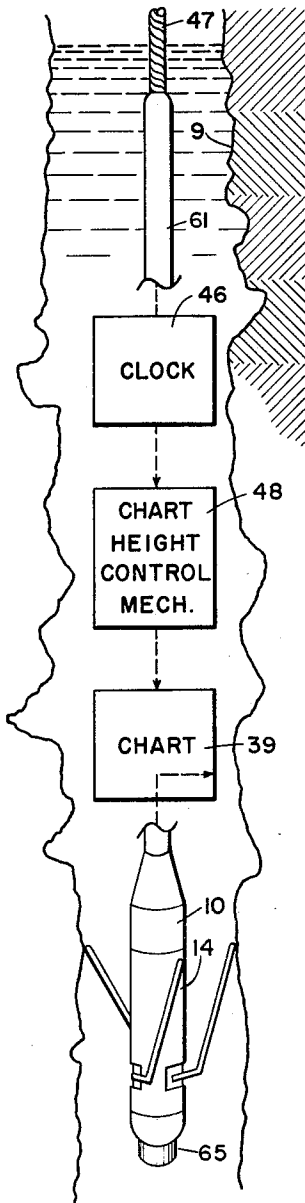 47
9
61
46
CLOCK
48
CHART
HEIGHT
CONTROL
MECH.
CHART
39
10
14
65